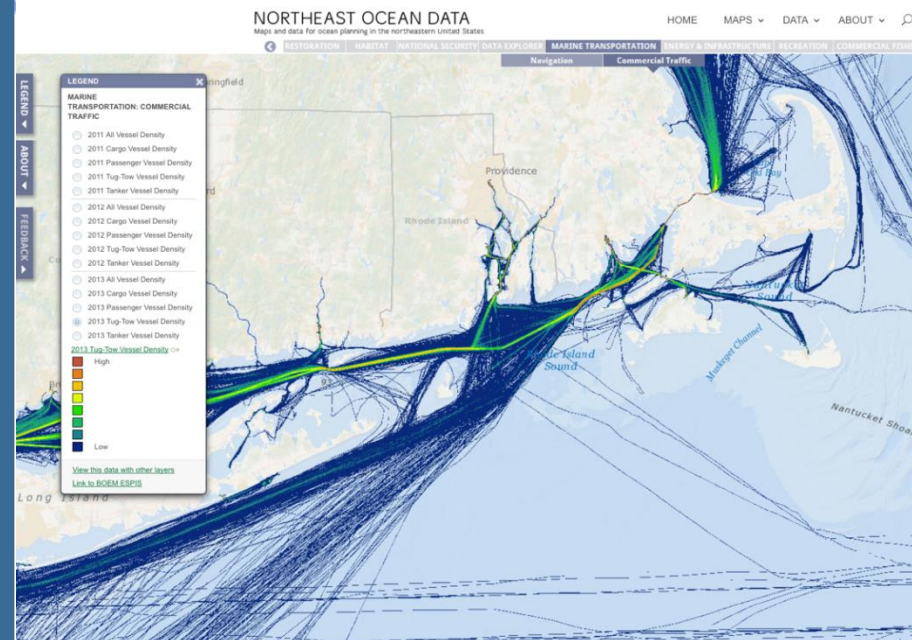 NORTHEAST OCEAN DATA
Maps and data for ocean planning in the northeastern United States
HOME MAPS DATA ABOUT
RESTORATION HABITAT NATIONAL SECURITY DATA EXPLORER MARINE TRANSPORTATION ENERGY & INFRASTRUCTURE RECREATION COMMERCIAL FISH
Navigation Commercial Traffic
LEGEND
ABOUT
FEEDBACK
LEGEND
MARINE
TRANSPORTATION: COMMERCIAL
TRAFFIC
2011 All Vessel Density
2011 Cargo Vessel Density
2011 Passenger Vessel Density
2011 Tug-Tow Vessel Density
2011 Tanker Vessel Density
2012 All Vessel Density
2012 Cargo Vessel Density
2012 Passenger Vessel Density
2012 Tug-Tow Vessel Density
2012 Tanker Vessel Density
2013 All Vessel Density
2013 Cargo Vessel Density
2013 Passenger Vessel Density
2013 Tug-Tow Vessel Density
2013 Tanker Vessel Density
2013 Tug-Tow Vessel Density
High
Low
View this data with other layers
Link to BOEM ESPIS
ringfield
Providence
Rhode Island
Rhode Island
Sound
Bay
Nantucket
Sound
Muskeget Channel
Nantucket Shoa
Long Island